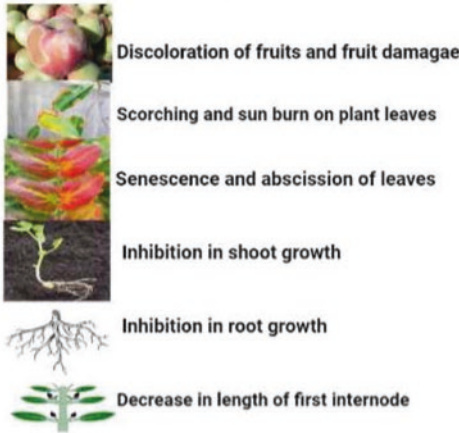 Discoloration of fruits and fruit damagae
Scorching and sun burn on plant leaves
Senescence and abscission of leaves
Inhibition in shoot growth
Inhibition in root growth
Decrease in length of first internode